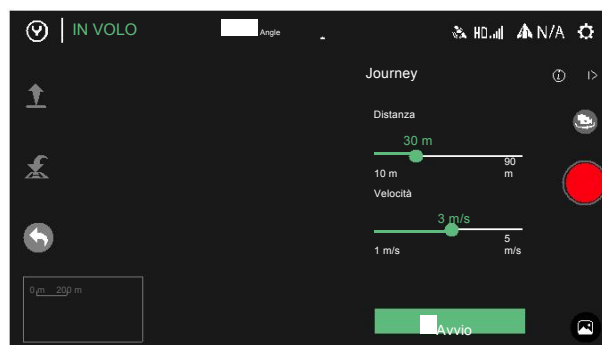 IN VOLO
Angle
HD
N/A
Journey
Distanza
30 m
10 m
90 m
Velocità
3 m/s
1 m/s
5 m/s
0 m 200 m
Avvio